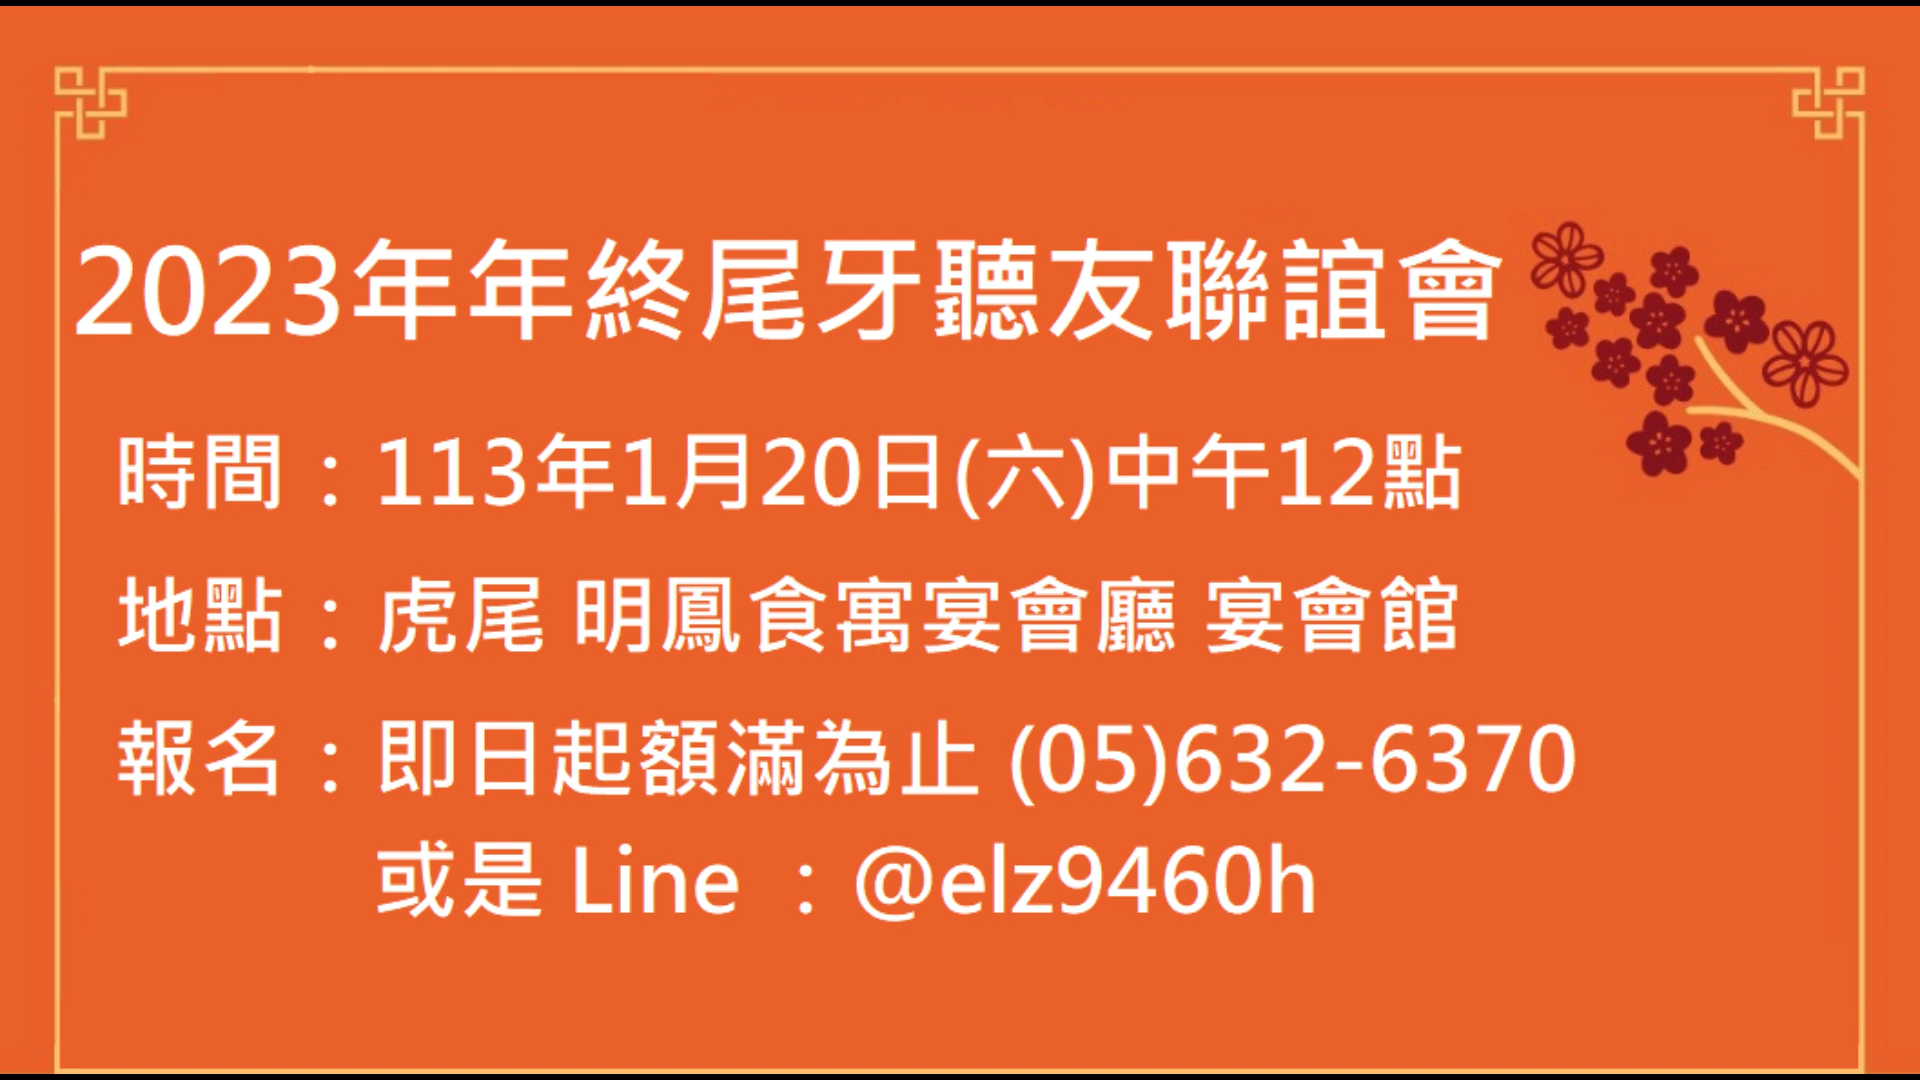 2023年年終尾牙聽友聯誼會
時間：113年1月20日(六)中午12點
地點：虎尾 明鳳食寓宴會廳 宴會館
報名：即日起額滿為止 (05)632-6370
或是 Line ：@elz9460h